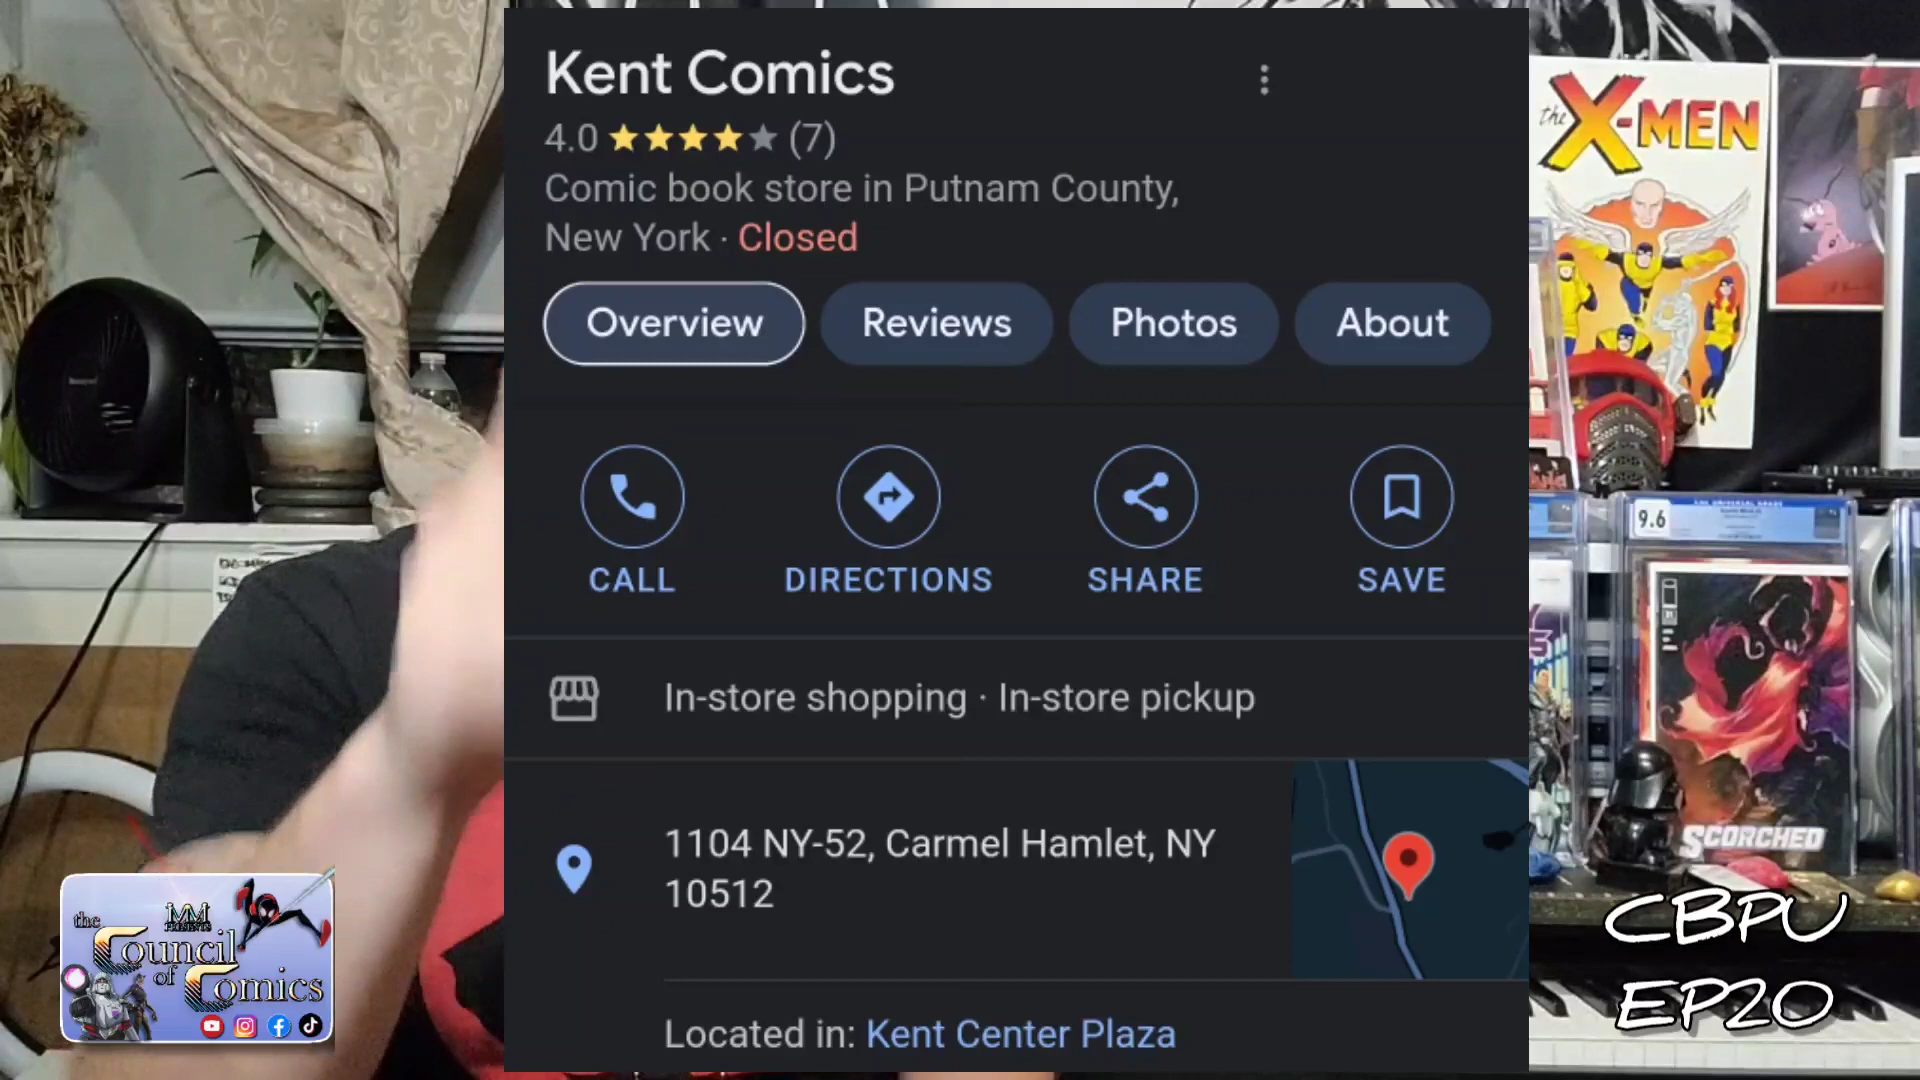 Kent Comics
4.0 (7)
Comic book store in Putnam County,
New York · Closed
Overview
Reviews
Photos
About
CALL
DIRECTIONS
SHARE
SAVE
In-store shopping · In-store pickup
1104 NY-52, Carmel Hamlet, NY
10512
Located in: Kent Center Plaza
the
X-MEN
9.6
SCORCHED
MM
PRESENTS
the
Council
of
Comics
CBPU
EP20